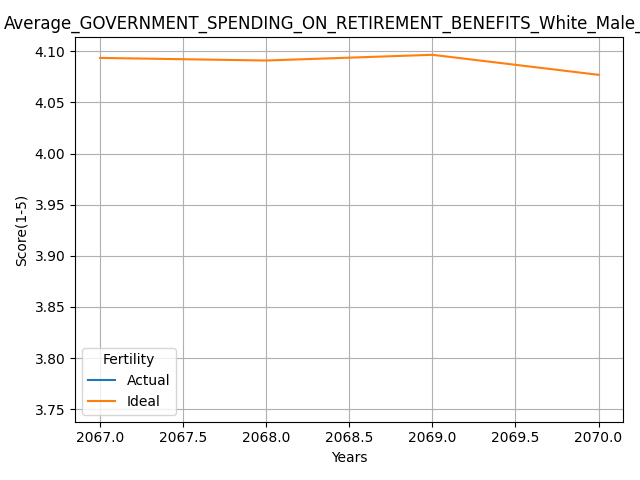 Average_GOVERNMENT_SPENDING_ON_RETIREMENT_BENEFITS_White_Male_
4.10
4.05
4.00
3.95
3.90
3.85
3.80
3.75
Score(1-5)
Fertility
Actual
Ideal
2067.0 2067.5 2068.0 2068.5 2069.0 2069.5 2070.0
Years